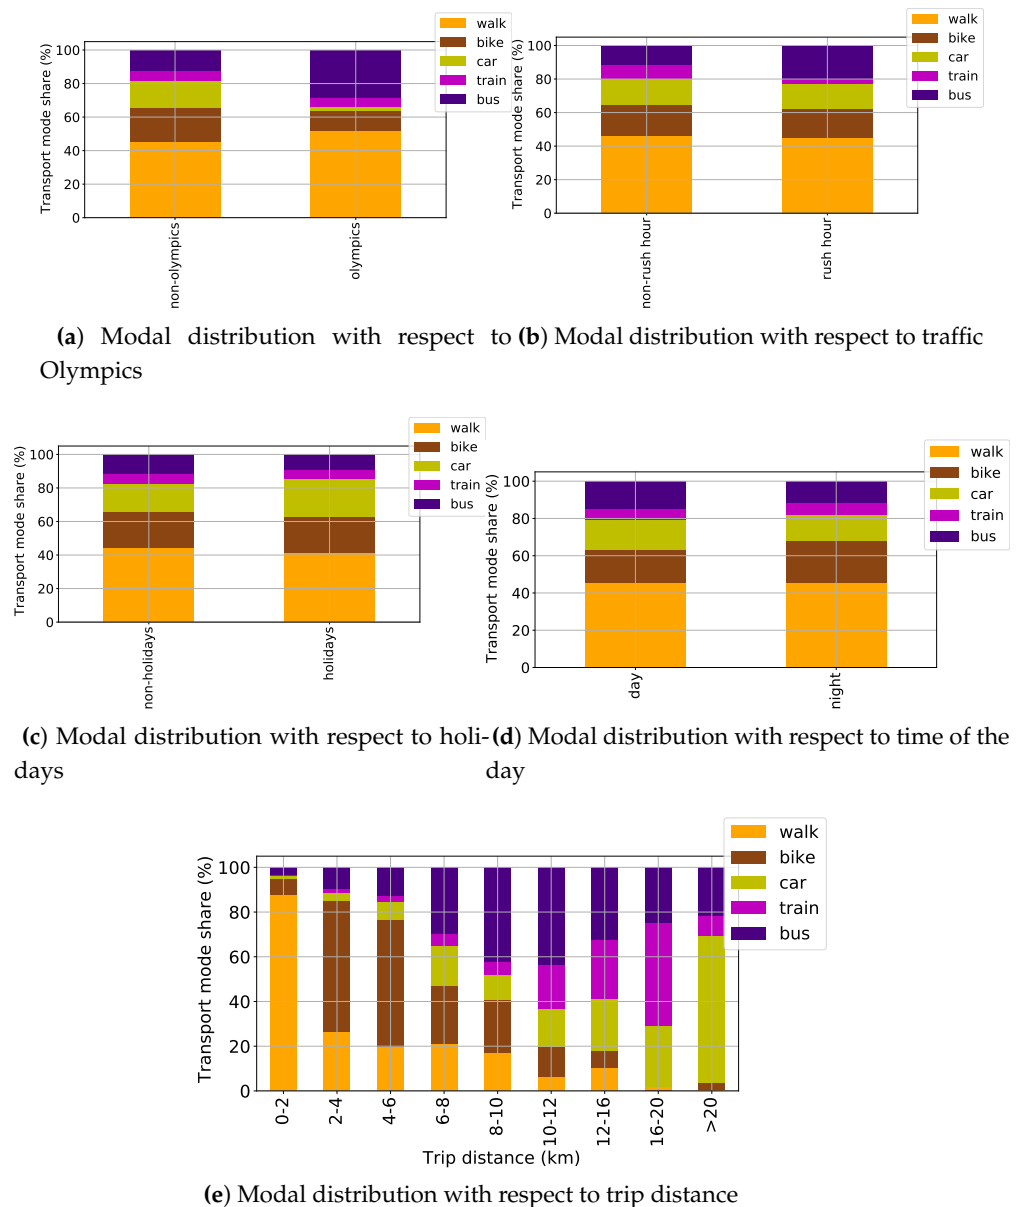 Transport mode share (%)
100
80
60
40
20
0
non-olympics
olympics
walk
bike
car
train
bus
Transport mode share (%)
100
80
60
40
20
0
non-rush hour
rush hour
walk
bike
car
train
bus
(a) Modal distribution with respect to
Olympics
(b) Modal distribution with respect to traffic
Transport mode share (%)
100
80
60
40
20
0
non-holidays
holidays
walk
bike
car
train
bus
Transport mode share (%)
100
80
60
40
20
0
day
night
walk
bike
car
train
bus
(c) Modal distribution with respect to holi-
days
(d) Modal distribution with respect to time of the
day
Transport mode share (%)
100
80
60
40
20
0
0-2
2-4
4-6
6-8
8-10
10-12
12-16
16-20
>20
Trip distance (km)
walk
bike
car
train
bus
(e) Modal distribution with respect to trip distance